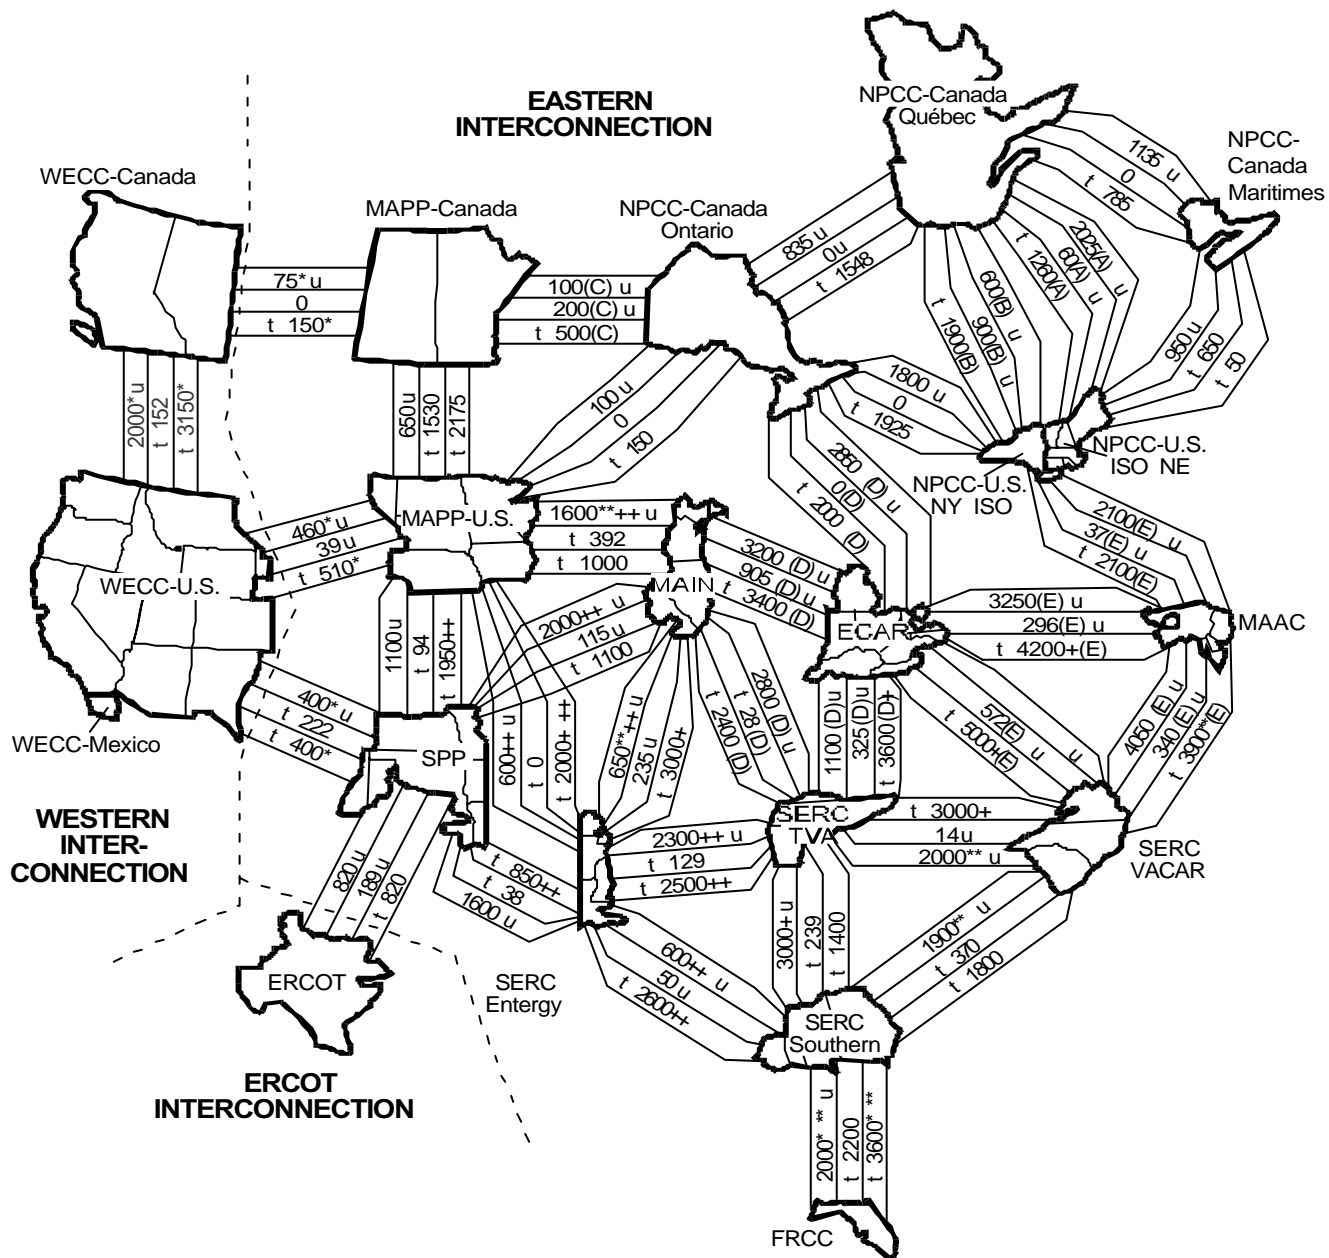 EASTERN
INTERCONNECTION
NPCC-Canada
Québec
NPCC-
Canada
Maritimes
WECC-Canada
MAPP-Canada
NPCC-Canada
Ontario
1135 u
0
t 785
835 u
0u
t 1548
75* u
0
t 150*
100(C) u
200(C) u
t 500(C)
2025(A) u
60(A) u
t 1260(A)
600(B) u
900(B) u
t 1900(B)
950u
t 650
t 50
2000* u
t 152
t 3150*
650u
t 1530
t 2175
100 u
0
t 150
1800 u
0
t 1925
NPCC-U.S.
ISO NE
NPCC-U.S.
NY ISO
2850 (D) u
0(D)
t 2000 (D)
MAPP-U.S.
460* u
39 u
t 510*
1600**++ u
t 392
t 1000
3200 (D) u
905 (D) u
t 3400 (D)
2100(E) u
37(E) u
t 2100(E)
WECC-U.S.
MAIN
ECAR
3250(E) u
296(E) u
t 4200+(E)
MAAC
1100u
t 94
t 1950++
2000++ u
115 u
t 1100
WECC-Mexico
400* u
t 222
t 400*
SPP
600++ u
t 0
t 2000+ ++
650**++ u
235 u
t 3000+
2800 (D) u
t 28 (D)
t 2400 (D)
1100 (D)u
325 (D)u
t 3600 (D)+
572(E) u
t 5000+(E)
u
4050 (E) u
340 (E) u
t 3900**(E)
WESTERN
INTER-
CONNECTION
820 u
189 u
t 820
t 850++
t 38
1600 u
2300++ u
t 129
t 2500++
SERC
TVA
t 3000+
14u
2000** u
SERC
VACAR
ERCOT
SERC
Entergy
600++ u
50 u
t 2600++
3000+ u
t 239
t 1400
1900** u
t 370
t 1800
SERC
Southern
ERCOT
INTERCONNECTION
2000* ** u
t 2200
t 3600* **
FRCC